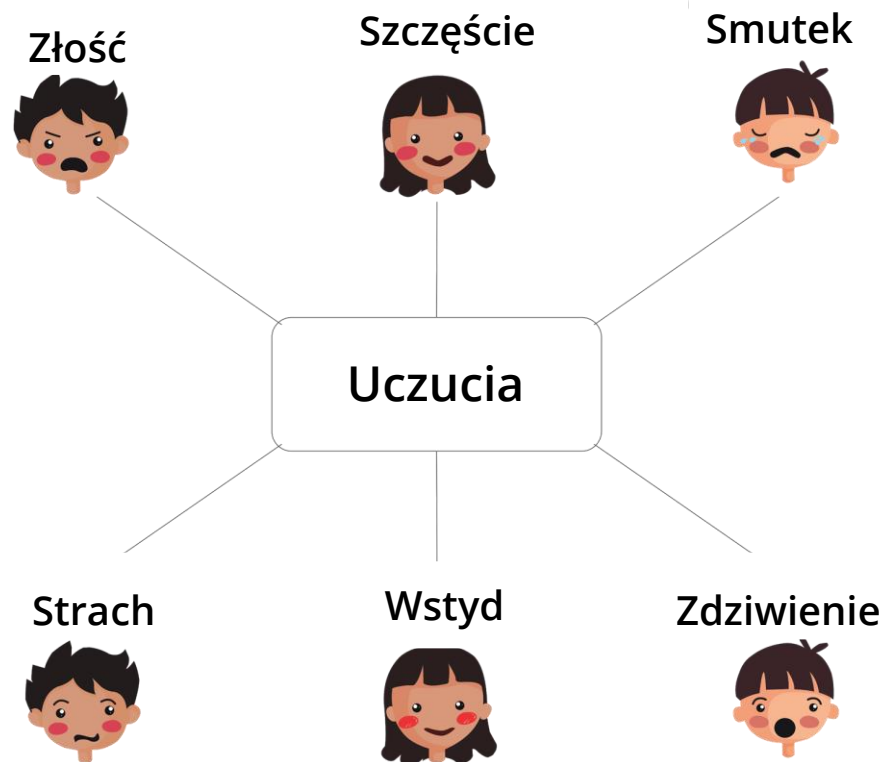 Złość
Szczęście
Smutek
Uczucia
Strach
Wstyd
Zdziwienie